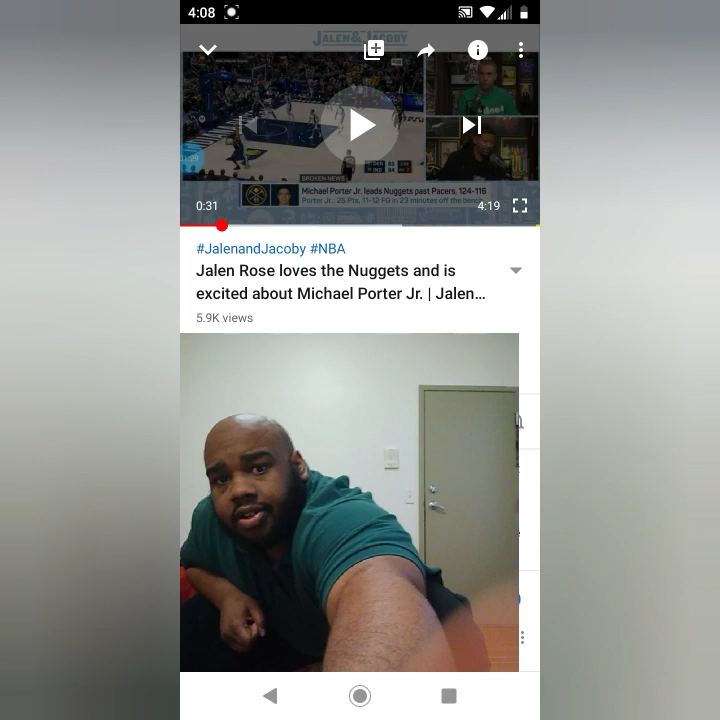 4:08
JALEN & JACOBY
BROKEN NEWS
Michael Porter Jr. leads Nuggets past Pacers, 124-116
Porter Jr. 25 Pts, 11-12 FG in 23 minutes off the bench
0:31
4:19
#JalenandJacoby #NBA
Jalen Rose loves the Nuggets and is
excited about Michael Porter Jr. | Jalen…
5.9K views